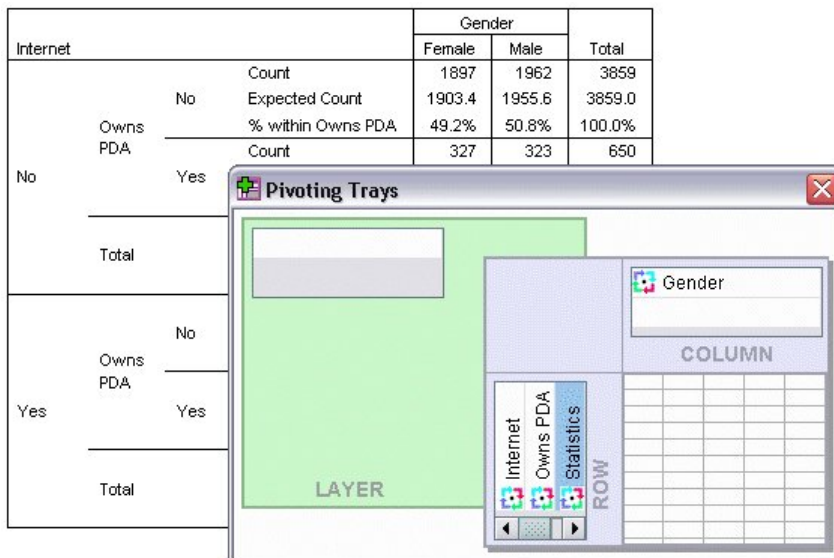 Gender
Internet Female Male Total
Count 1897 1962 3859
No Expected Count 1903.4 1955.6 3859.0
Owns PDA % within Owns PDA 49.2% 50.8% 100.0%
Count 327 323 650
No Yes
Total
No
Owns PDA
Yes Yes
Total
Pivoting Trays
Gender
COLUMN
Internet
Owns PDA
Statistics
ROW
LAYER